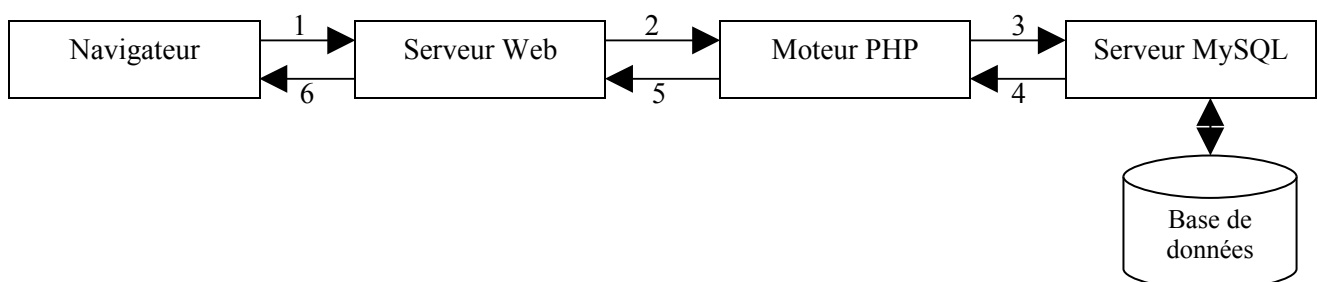 1
2
3
Navigateur
Serveur Web
Moteur PHP
Serveur MySQL
6
5
4
Base de
données